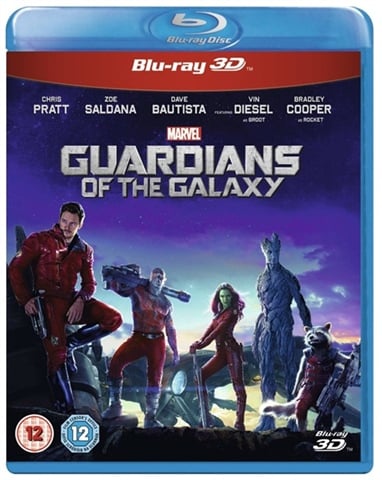 Blu-ray Disc
Blu-ray 3D™
CHRIS PRATT
ZOE SALDANA
DAVE BAUTISTA
FEATURING VIN DIESEL AS GROOT
BRADLEY COOPER AS ROCKET
MARVEL
GUARDIANS
OF THE GALAXY
12
12
Blu-ray 3D